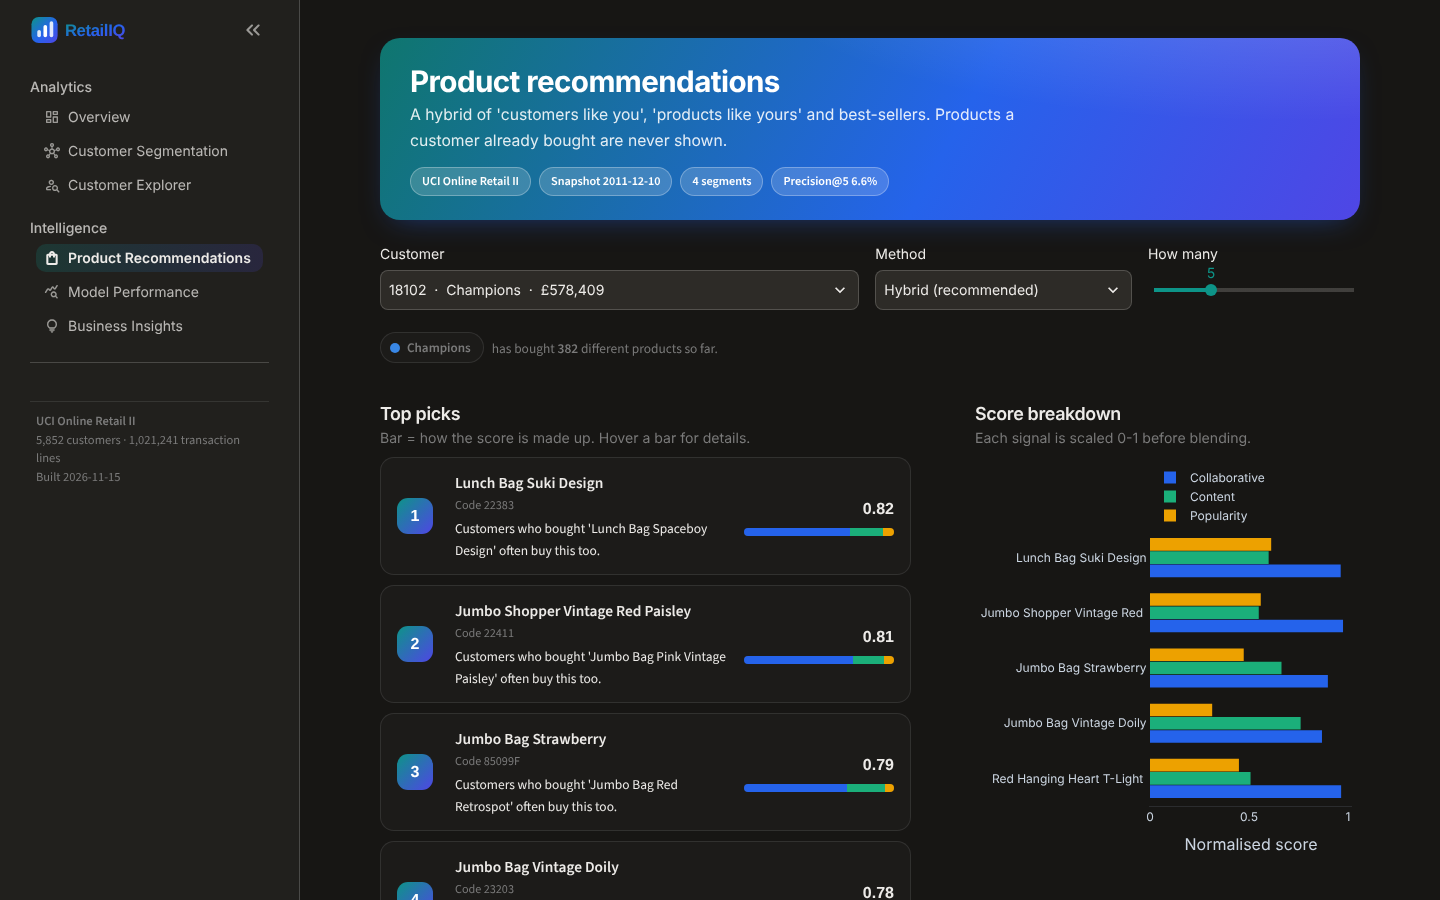 RetailIQ
Analytics
Overview
Customer Segmentation
Customer Explorer
Intelligence
Product Recommendations
Model Performance
Business Insights
UCI Online Retail II
5,852 customers · 1,021,241 transaction
lines
Built 2026-11-15
Product recommendations
A hybrid of 'customers like you', 'products like yours' and best-sellers. Products a
customer already bought are never shown.
UCI Online Retail II
Snapshot 2011-12-10
4 segments
Precision@5 6.6%
Customer
18102 · Champions · £578,409
Method
Hybrid (recommended)
How many
5
Champions
has bought 382 different products so far.
Top picks
Bar = how the score is made up. Hover a bar for details.
1
Lunch Bag Suki Design
Code 22383
Customers who bought 'Lunch Bag Spaceboy
Design' often buy this too.
0.82
2
Jumbo Shopper Vintage Red Paisley
Code 22411
Customers who bought 'Jumbo Bag Pink Vintage
Paisley' often buy this too.
0.81
3
Jumbo Bag Strawberry
Code 85099F
Customers who bought 'Jumbo Bag Red
Retrospot' often buy this too.
0.79
4
Jumbo Bag Vintage Doily
Code 23203
0.78
Score breakdown
Each signal is scaled 0-1 before blending.
Collaborative
Content
Popularity
Lunch Bag Suki Design
Jumbo Shopper Vintage Red
Jumbo Bag Strawberry
Jumbo Bag Vintage Doily
Red Hanging Heart T-Light
0
0.5
1
Normalised score